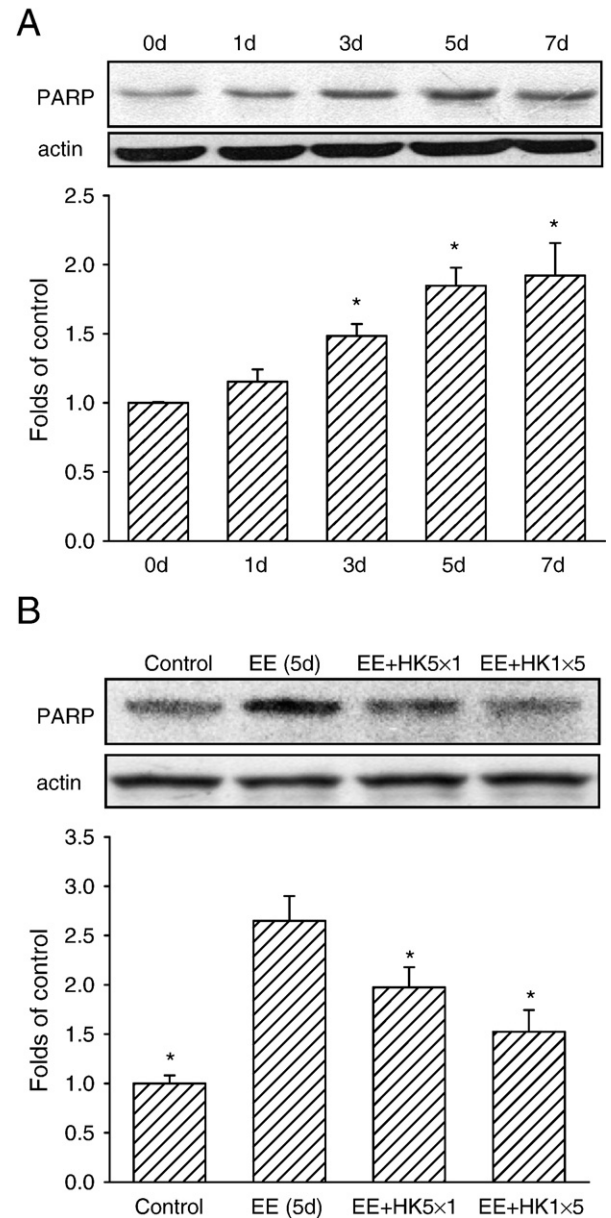 A
0d 1d 3d 5d 7d
PARP
actin
Folds of control
2.5
2.0
1.5
1.0
0.5
0.0
* * *
0d 1d 3d 5d 7d
B
Control EE (5d) EE+HK5×1 EE+HK1×5
PARP
actin
Folds of control
3.5
3.0
2.5
2.0
1.5
1.0
0.5
0.0
* * *
Control EE (5d) EE+HK5×1 EE+HK1×5